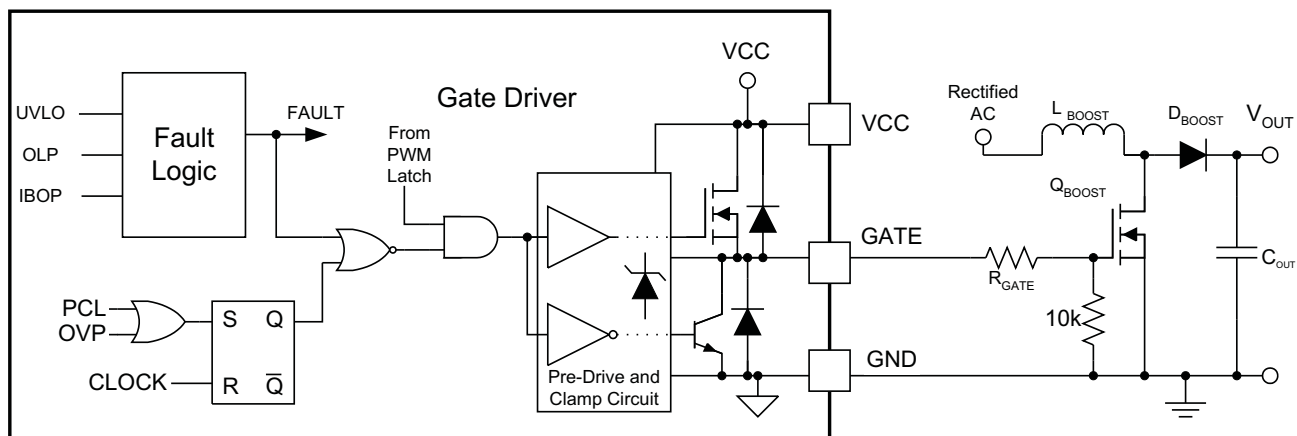 Gate Driver
UVLO
OLP
IBOP
Fault
Logic
FAULT
From
PWM
Latch
VCC
VCC
Rectified
AC
L BOOST
D BOOST
V OUT
Q BOOST
GATE
R GATE
C OUT
10k
PCL
OVP
S Q
CLOCK
R Q̅
Pre-Drive and
Clamp Circuit
GND